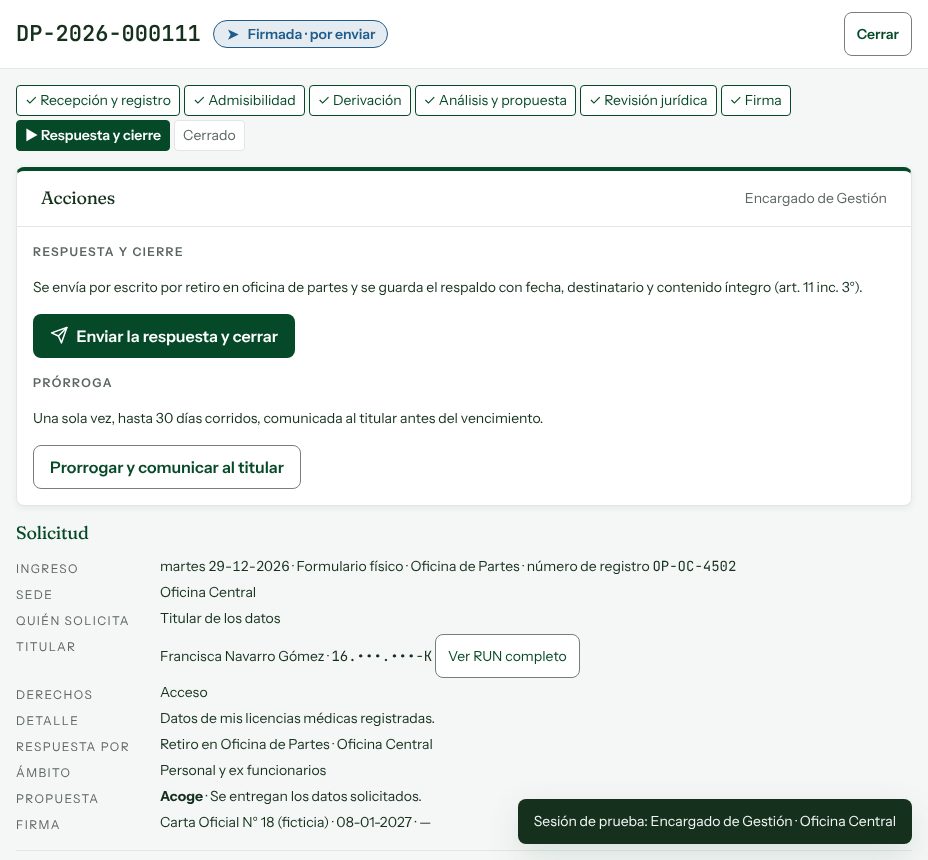 DP-2026-000111 ➤ Firmada · por enviar Cerrar
✓ Recepción y registro ✓ Admisibilidad ✓ Derivación ✓ Análisis y propuesta ✓ Revisión jurídica ✓ Firma
▶ Respuesta y cierre Cerrado
Acciones Encargado de Gestión
RESPUESTA Y CIERRE
Se envía por escrito por retiro en oficina de partes y se guarda el respaldo con fecha, destinatario y contenido íntegro (art. 11 inc. 3°).
Enviar la respuesta y cerrar
PRÓRROGA
Una sola vez, hasta 30 días corridos, comunicada al titular antes del vencimiento.
Prorrogar y comunicar al titular
Solicitud
INGRESO martes 29-12-2026 · Formulario físico · Oficina de Partes · número de registro OP-OC-4502
SEDE Oficina Central
QUIÉN SOLICITA Titular de los datos
TITULAR Francisca Navarro Gómez · 16.•••.•••-K Ver RUN completo
DERECHOS Acceso
DETALLE Datos de mis licencias médicas registradas.
RESPUESTA POR Retiro en Oficina de Partes · Oficina Central
ÁMBITO Personal y ex funcionarios
PROPUESTA Acoge · Se entregan los datos solicitados.
FIRMA Carta Oficial N° 18 (ficticia) · 08-01-2027 · —
Sesión de prueba: Encargado de Gestión · Oficina Central